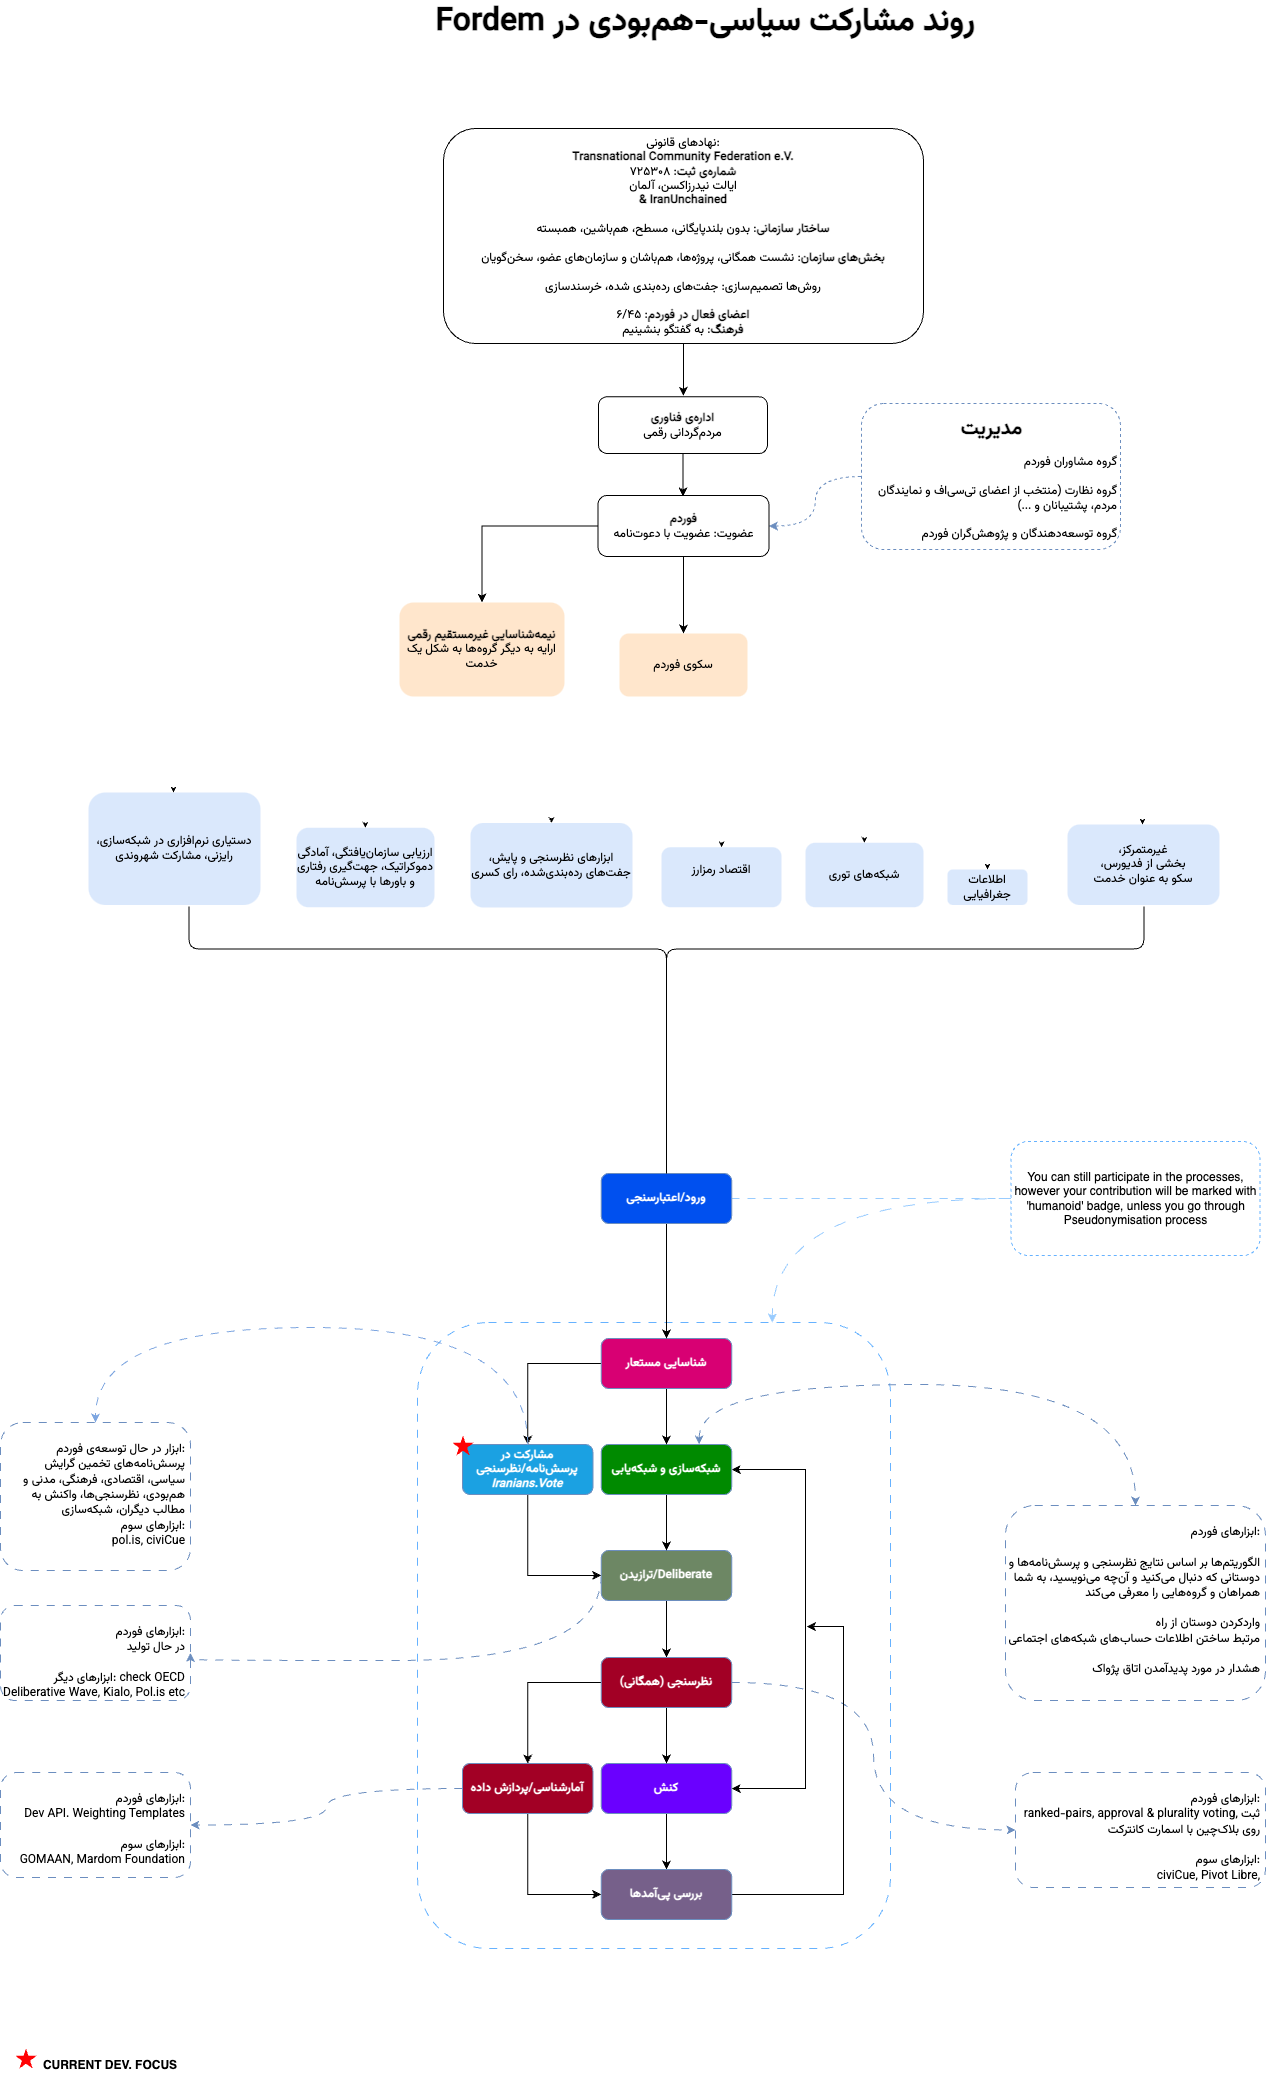 روند مشارکت سیاسی-هم‌بودی در Fordem
نهادهای قانونی:
Transnational Community Federation e.V.
شماره‌ی ثبت: ۷۲۵۳۰۸
ایالت نیدرزاکسن، آلمان
& IranUnchained
ساختار سازمانی: بدون بلندپایگانی، مسطح، هم‌باشین، همبسته
بخش‌های سازمان: نشست همگانی، پروژه‌ها، هم‌باشان و سازمان‌های عضو، سخن‌گویان
روش‌ها تصمیم‌سازی: جفت‌های رده‌بندی شده، خرسندسازی
اعضای فعال در فوردم: ۶/۴۵
فرهنگ: به گفتگو بنشینیم
اداره‌ی فناوری
مردم‌گردانی رقمی
مدیریت
گروه مشاوران فوردم
گروه نظارت (منتخب از اعضای تی‌سی‌اف و نمایندگان
مردم، پشتیبانان و ...)
گروه توسعه‌دهندگان و پژوهش‌گران فوردم
فوردم
عضویت: عضویت با دعوت‌نامه
نیمه‌شناسایی غیرمستقیم رقمی
ارایه به دیگر گروه‌ها به شکل یک
خدمت
سکوی فوردم
دستیاری نرم‌افزاری در شبکه‌سازی،
رایزنی، مشارکت شهروندی
ارزیابی سازمان‌یافتگی، آمادگی
دموکراتیک، جهت‌گیری رفتاری
و باورها با پرسش‌نامه
ابزارهای نظرسنجی و پایش،
جفت‌های رده‌بندی‌شده، رای کسری
اقتصاد رمزارز
شبکه‌های توری
اطلاعات
جغرافیایی
غیرمتمرکز،
بخشی از فدیورس،
سکو به عنوان خدمت
ورود/اعتبارسنجی
You can still participate in the processes,
however your contribution will be marked with
'humanoid' badge, unless you go through
Pseudonymisation process
شناسایی مستعار
مشارکت در
پرسش‌نامه/نظرسنجی
Iranians.Vote
شبکه‌سازی و شبکه‌یابی
ابزار در حال توسعه‌ی فوردم:
پرسش‌نامه‌های تخمین گرایش
سیاسی، اقتصادی، فرهنگی، مدنی و
هم‌بودی، نظرسنجی‌ها، واکنش به
مطالب دیگران، شبکه‌سازی
ابزارهای سوم:
pol.is, civiCue
ابزارهای فوردم:
الگوریتم‌ها بر اساس نتایج نظرسنجی و پرسش‌نامه‌ها و
دوستانی که دنبال می‌کنید و آن‌چه می‌نویسید، به شما
همراهان و گروه‌هایی را معرفی می‌کند
واردکردن دوستان از راه
مرتبط ساختن اطلاعات حساب‌های شبکه‌های اجتماعی
هشدار در مورد پدیدآمدن اتاق پژواک
ترازیدن/Deliberate
ابزارهای فوردم:
در حال تولید
ابزارهای دیگر: check OECD
Deliberative Wave, Kialo, Pol.is etc
نظرسنجی (همگانی)
آمارشناسی/پردازش داده
کنش
ابزارهای فوردم:
Dev API. Weighting Templates
ابزارهای سوم:
GOMAAN, Mardom Foundation
ابزارهای فوردم:
ranked-pairs, approval & plurality voting, ثبت
روی بلاک‌چین با اسمارت کانترکت
ابزارهای سوم:
civiCue, Pivot Libre,
بررسی پی‌آمدها
CURRENT DEV. FOCUS